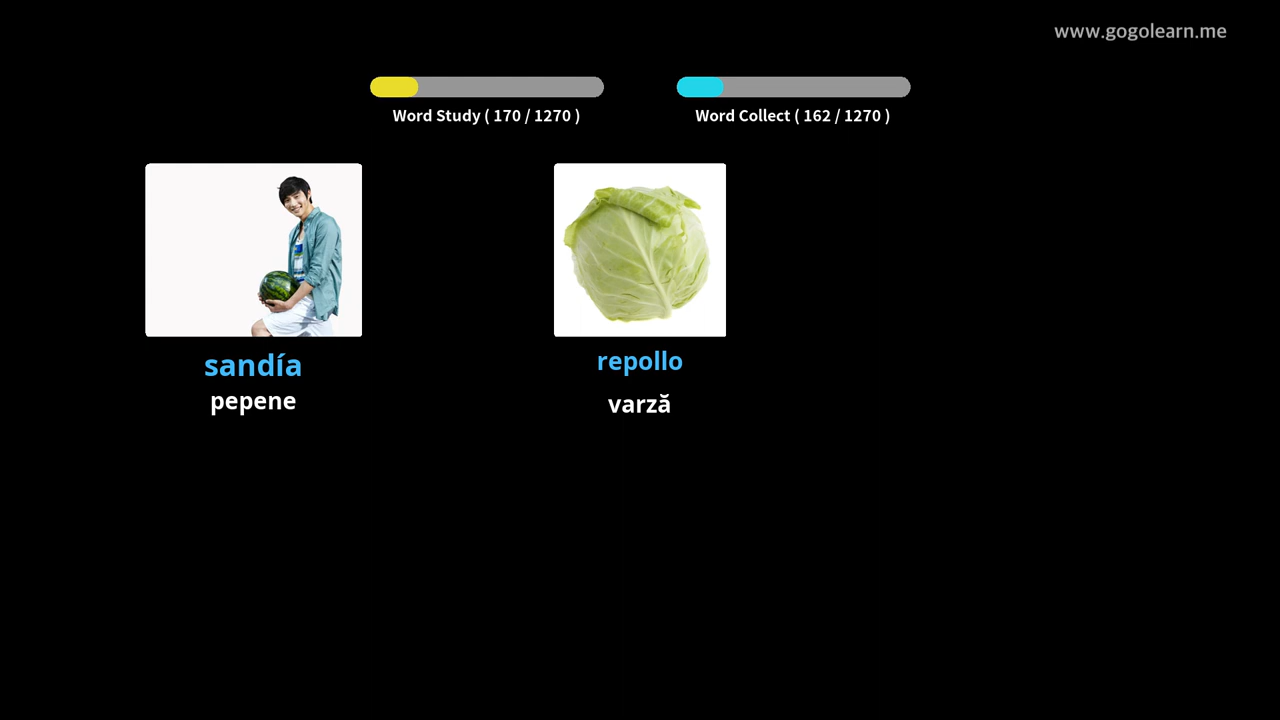 www.gogolearn.me
Word Study ( 170 / 1270 )
Word Collect ( 162 / 1270 )
sandía
pepene
repollo
varză